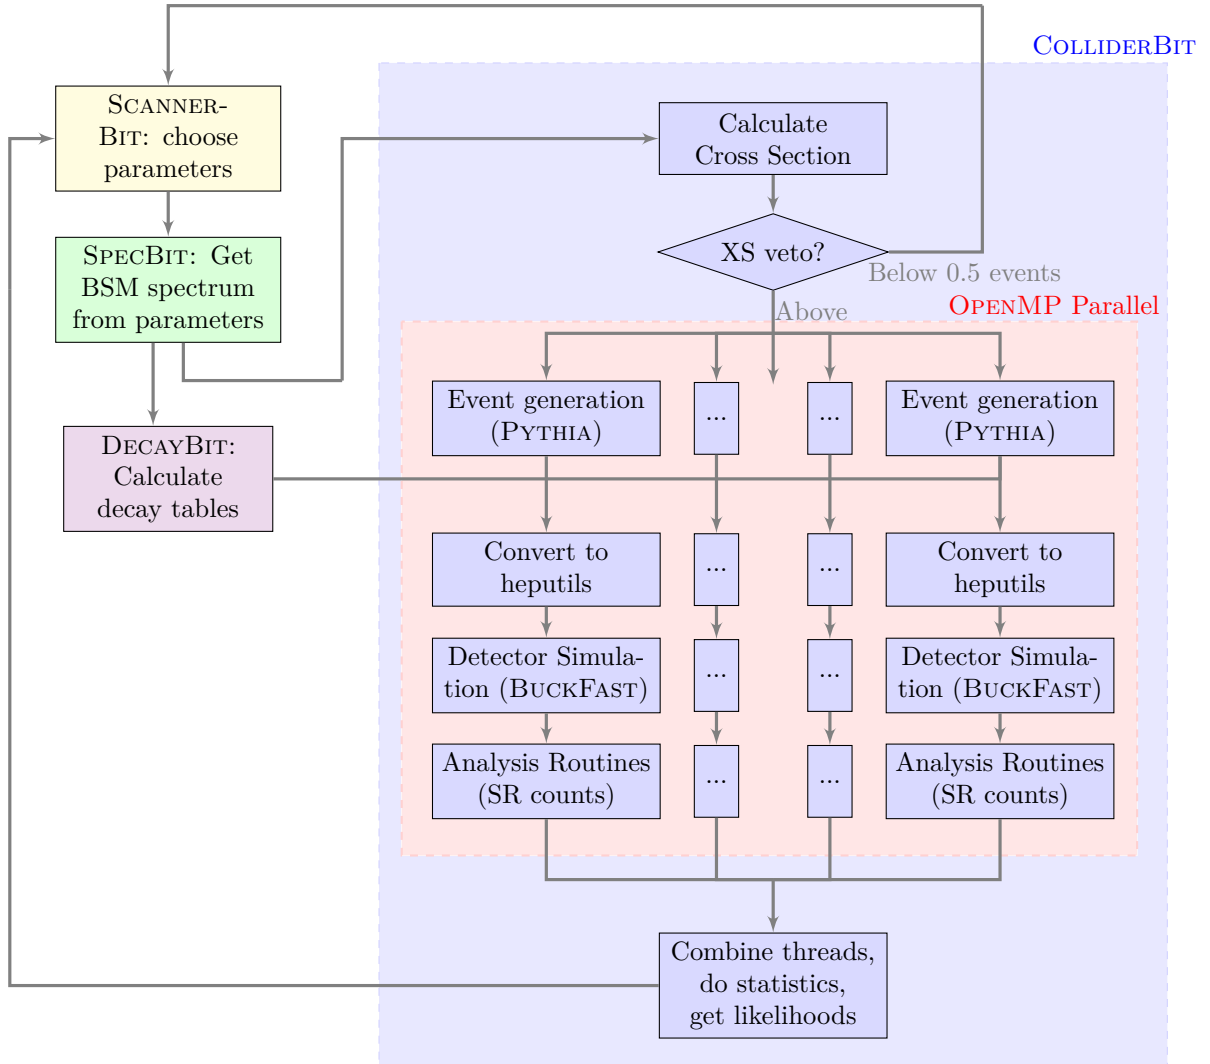 COLLIDERBIT
SCANNER-
BIT: choose
parameters
Calculate
Cross Section
SPECBIT: Get
BSM spectrum
from parameters
XS veto?
Below 0.5 events
OPENMP Parallel
Above
Event generation
(PYTHIA)
...
...
Event generation
(PYTHIA)
DECAYBIT:
Calculate
decay tables
Convert to
heputils
...
...
Convert to
heputils
Detector Simula-
tion (BUCKFAST)
...
...
Detector Simula-
tion (BUCKFAST)
Analysis Routines
(SR counts)
...
...
Analysis Routines
(SR counts)
Combine threads,
do statistics,
get likelihoods